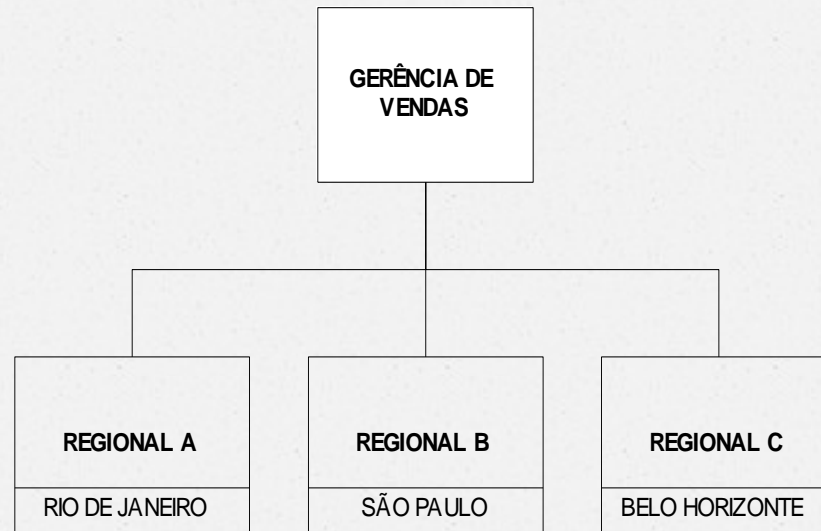 GERÊNCIA DE
VENDAS
REGIONAL A
RIO DE JANEIRO
REGIONAL B
SÃO PAULO
REGIONAL C
BELO HORIZONTE